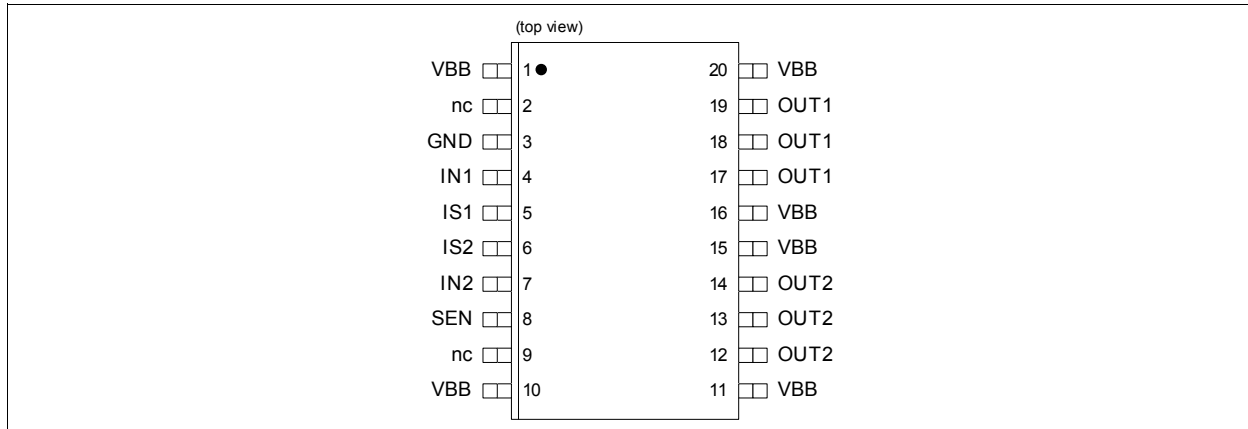 (top view)
VBB 1 20 VBB
nc 2 19 OUT1
GND 3 18 OUT1
IN1 4 17 OUT1
IS1 5 16 VBB
IS2 6 15 VBB
IN2 7 14 OUT2
SEN 8 13 OUT2
nc 9 12 OUT2
VBB 10 11 VBB